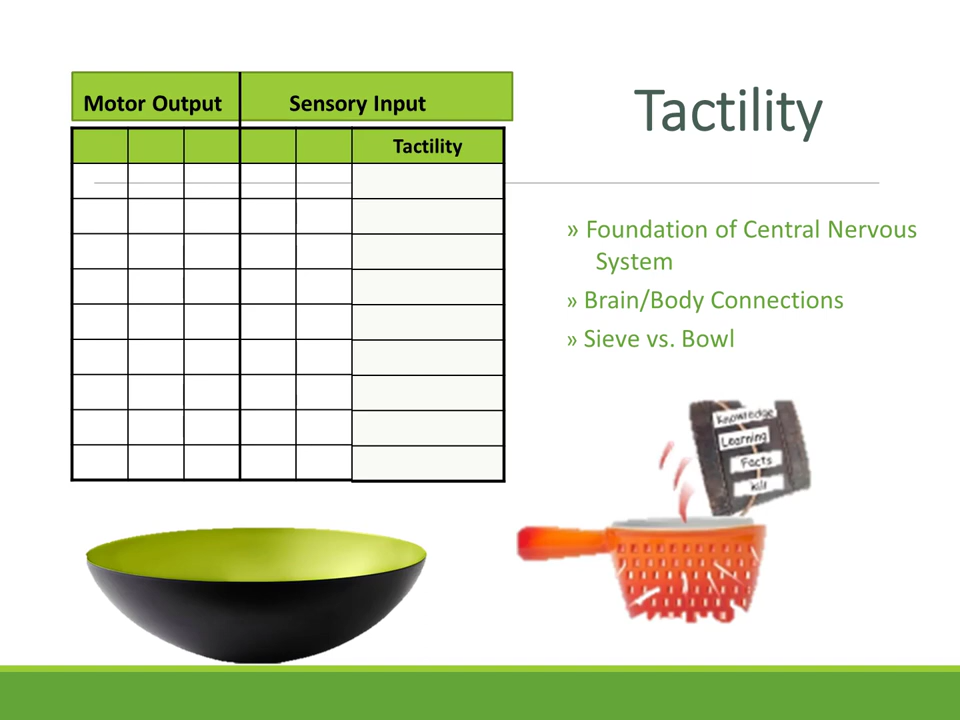 Motor Output Sensory Input
Tactility
Tactility
» Foundation of Central Nervous
System
» Brain/Body Connections
» Sieve vs. Bowl
Knowledge
Learning
Facts